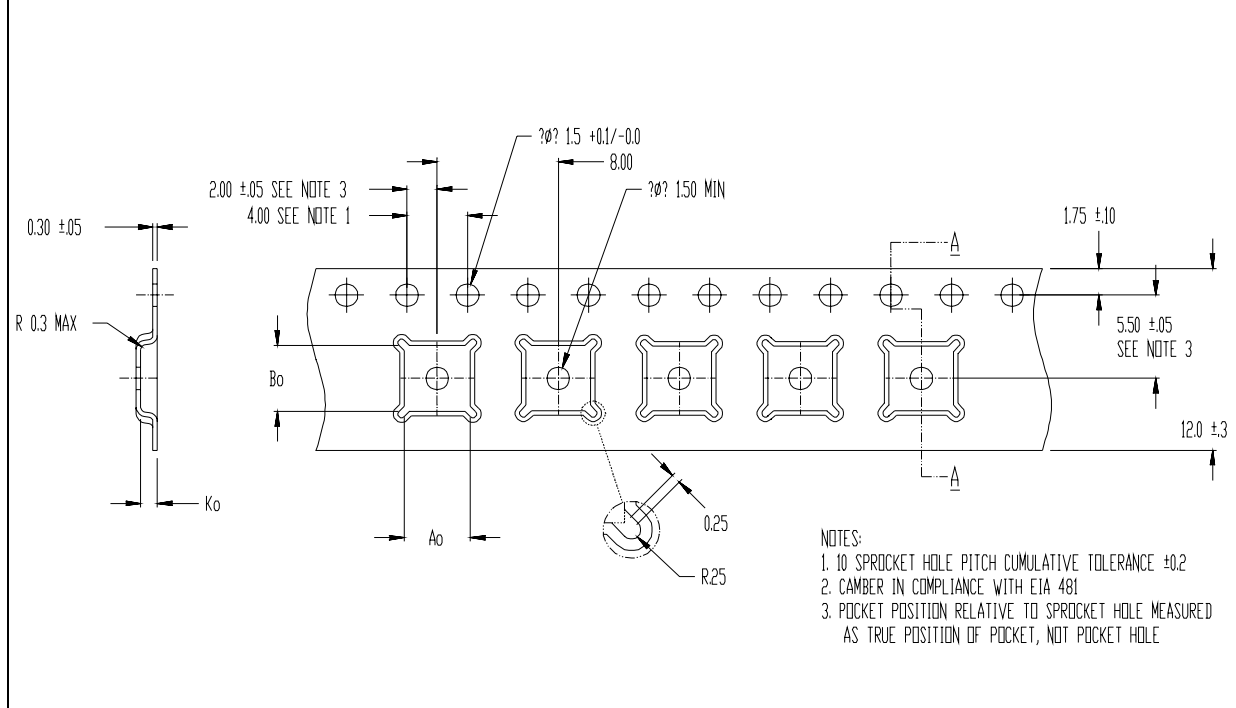 ?Ø? 1.5 +0.1/-0.0
8.00
2.00 ±.05 SEE NOTE 3
?Ø? 1.50 MIN
4.00 SEE NOTE 1
1.75 ±.10
0.30 ±.05
A
R 0.3 MAX
5.50 ±.05
SEE NOTE 3
Bo
12.0 ±.3
A
Ko
0.25
Ao
R.25
NOTES:
1. 10 SPROCKET HOLE PITCH CUMULATIVE TOLERANCE ±0.2
2. CAMBER IN COMPLIANCE WITH EIA 481
3. POCKET POSITION RELATIVE TO SPROCKET HOLE MEASURED
AS TRUE POSITION OF POCKET, NOT POCKET HOLE